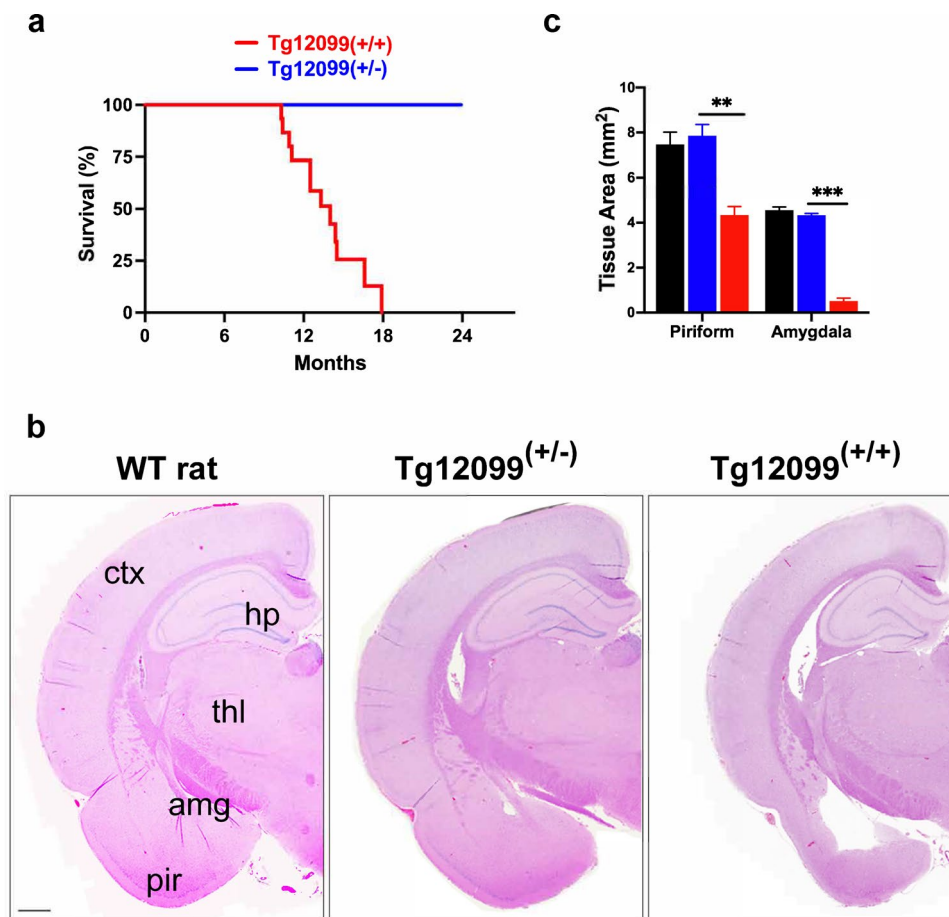 a
Tg12099(+/+)
Tg12099(+/-)
100
75
50
25
0
Survival (%)
0 6 12 18 24
Months
c
**
***
10
8
6
4
2
0
Tissue Area (mm²)
Piriform Amygdala
b
WT rat Tg12099(+/-) Tg12099(+/+)
ctx
hp
thl
amg
pir